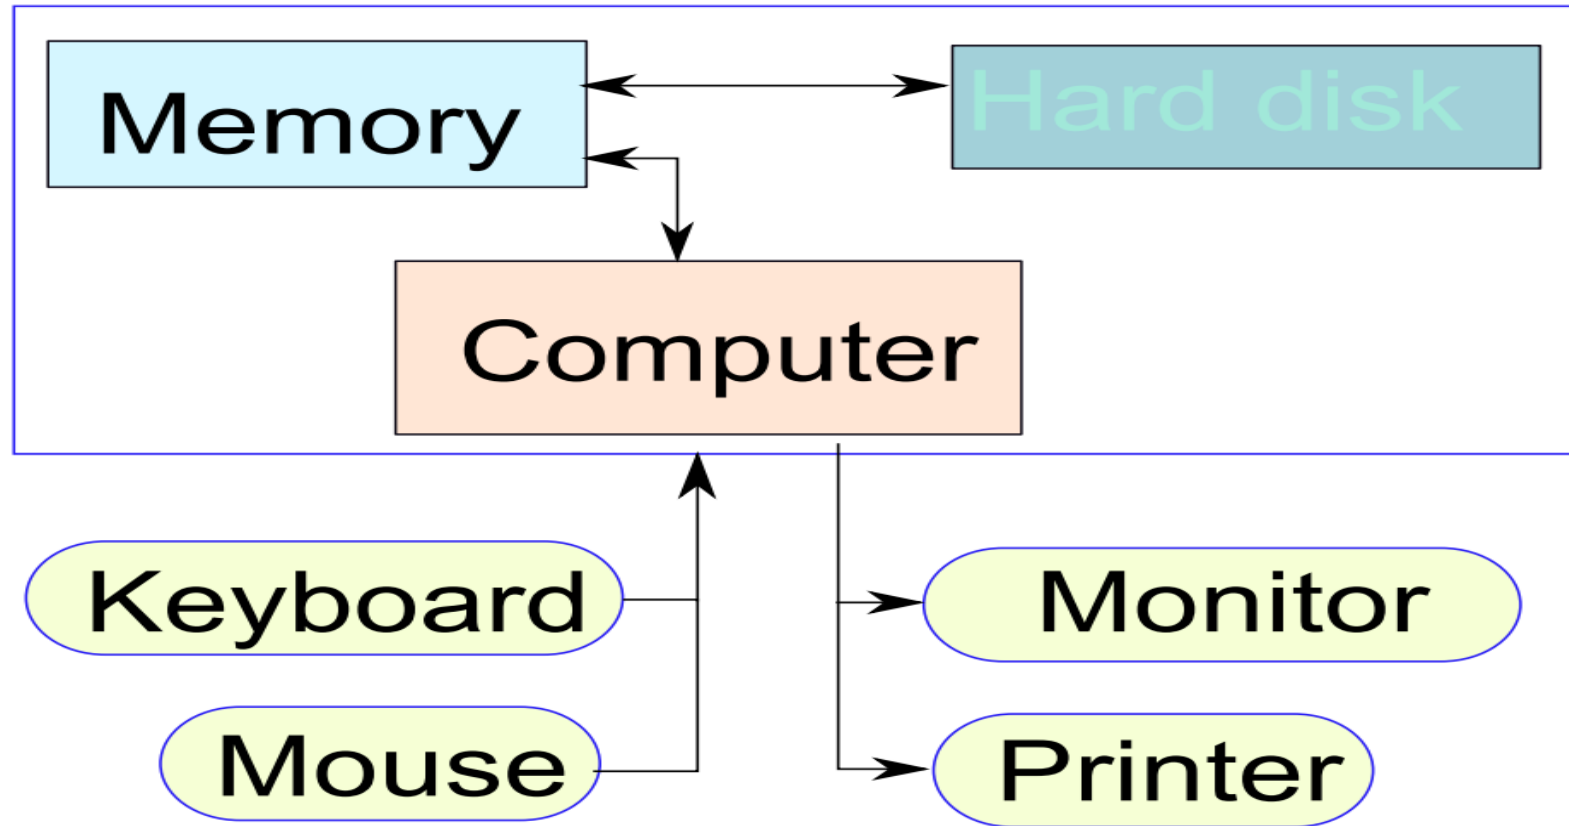 Memory
Hard disk
Computer
Keyboard
Monitor
Mouse
Printer